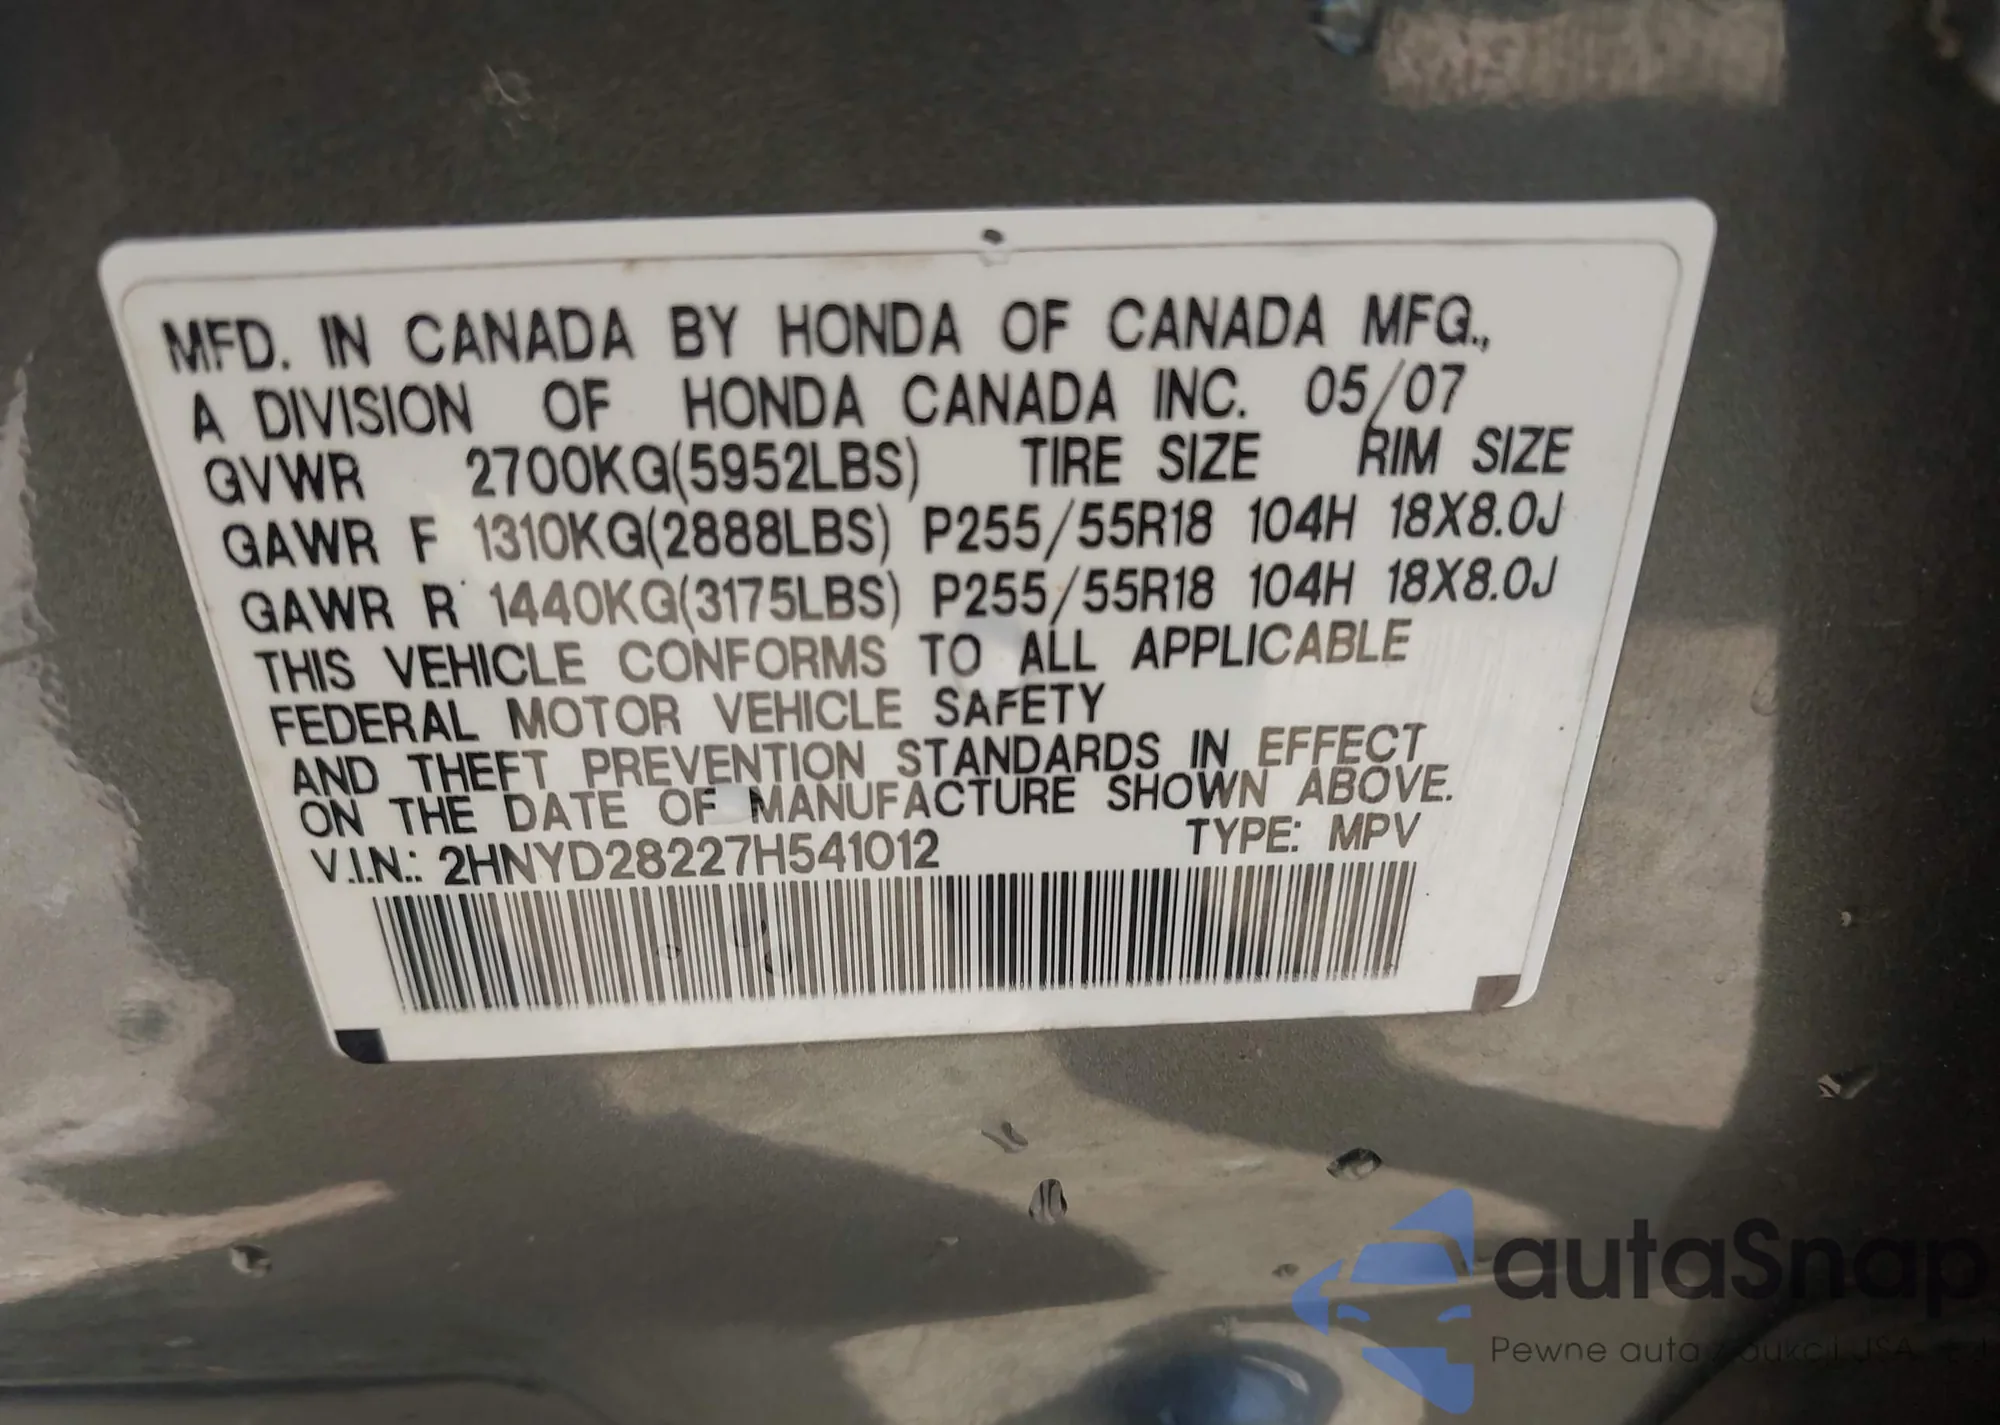 MFD. IN CANADA BY HONDA OF CANADA MFG.,
A DIVISION OF HONDA CANADA INC. 05/07
GVWR 2700KG(5952LBS) TIRE SIZE RIM SIZE
GAWR F 1310KG(2888LBS) P255/55R18 104H 18X8.0J
GAWR R 1440KG(3175LBS) P255/55R18 104H 18X8.0J
THIS VEHICLE CONFORMS TO ALL APPLICABLE
FEDERAL MOTOR VEHICLE SAFETY
AND THEFT PREVENTION STANDARDS IN EFFECT
ON THE DATE OF MANUFACTURE SHOWN ABOVE.
V.I.N.: 2HNYD28227H541012 TYPE: MPV
autaSnap
Pewne auta